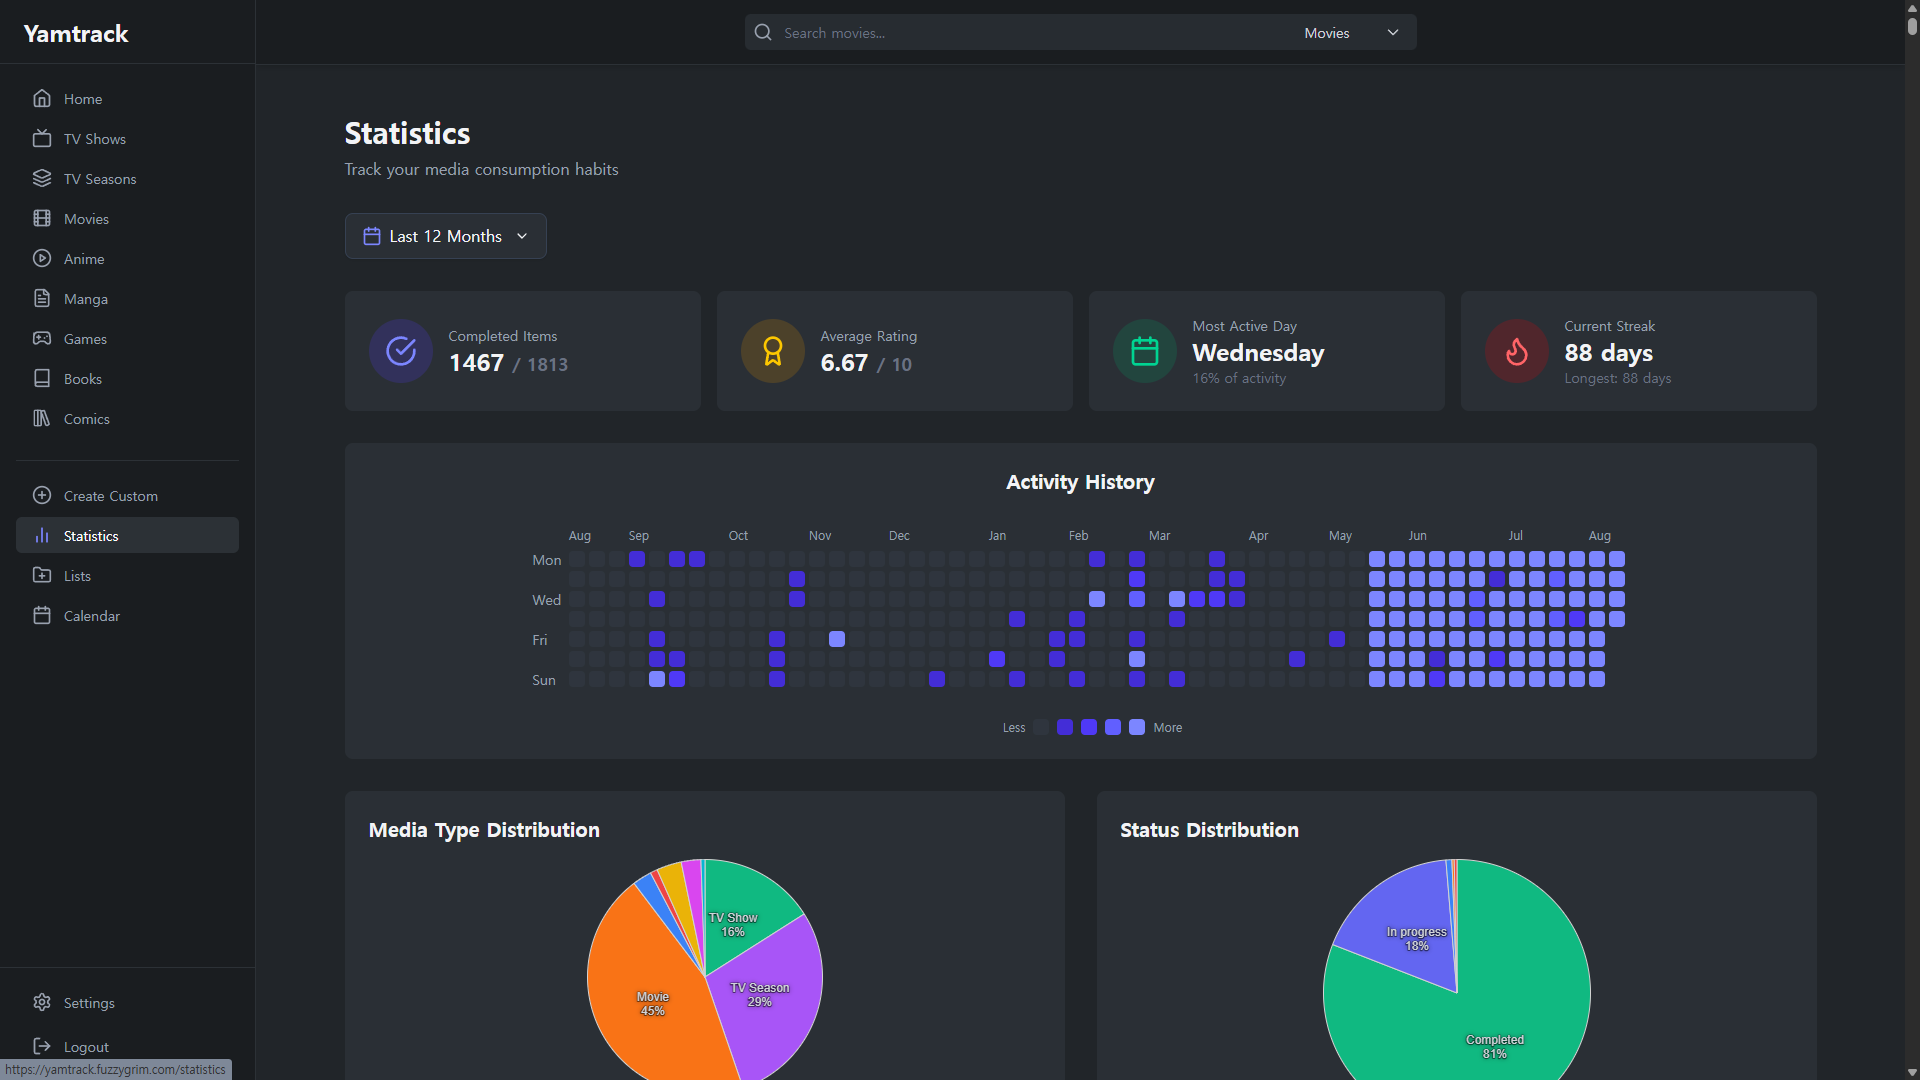 Yamtrack
Search movies...
Movies
Home
TV Shows
TV Seasons
Movies
Anime
Manga
Games
Books
Comics
Create Custom
Statistics
Lists
Calendar
Settings
Logout
https://yamtrack.fuzzygrim.com/statistics
Statistics
Track your media consumption habits
Last 12 Months
Completed Items
1467 / 1813
Average Rating
6.67 / 10
Most Active Day
Wednesday
16% of activity
Current Streak
88 days
Longest: 88 days
Activity History
Aug Sep Oct Nov Dec Jan Feb Mar Apr May Jun Jul Aug
Mon
Wed
Fri
Sun
Less More
Media Type Distribution
TV Show
16%
TV Season
29%
Movie
45%
Status Distribution
In progress
18%
Completed
81%